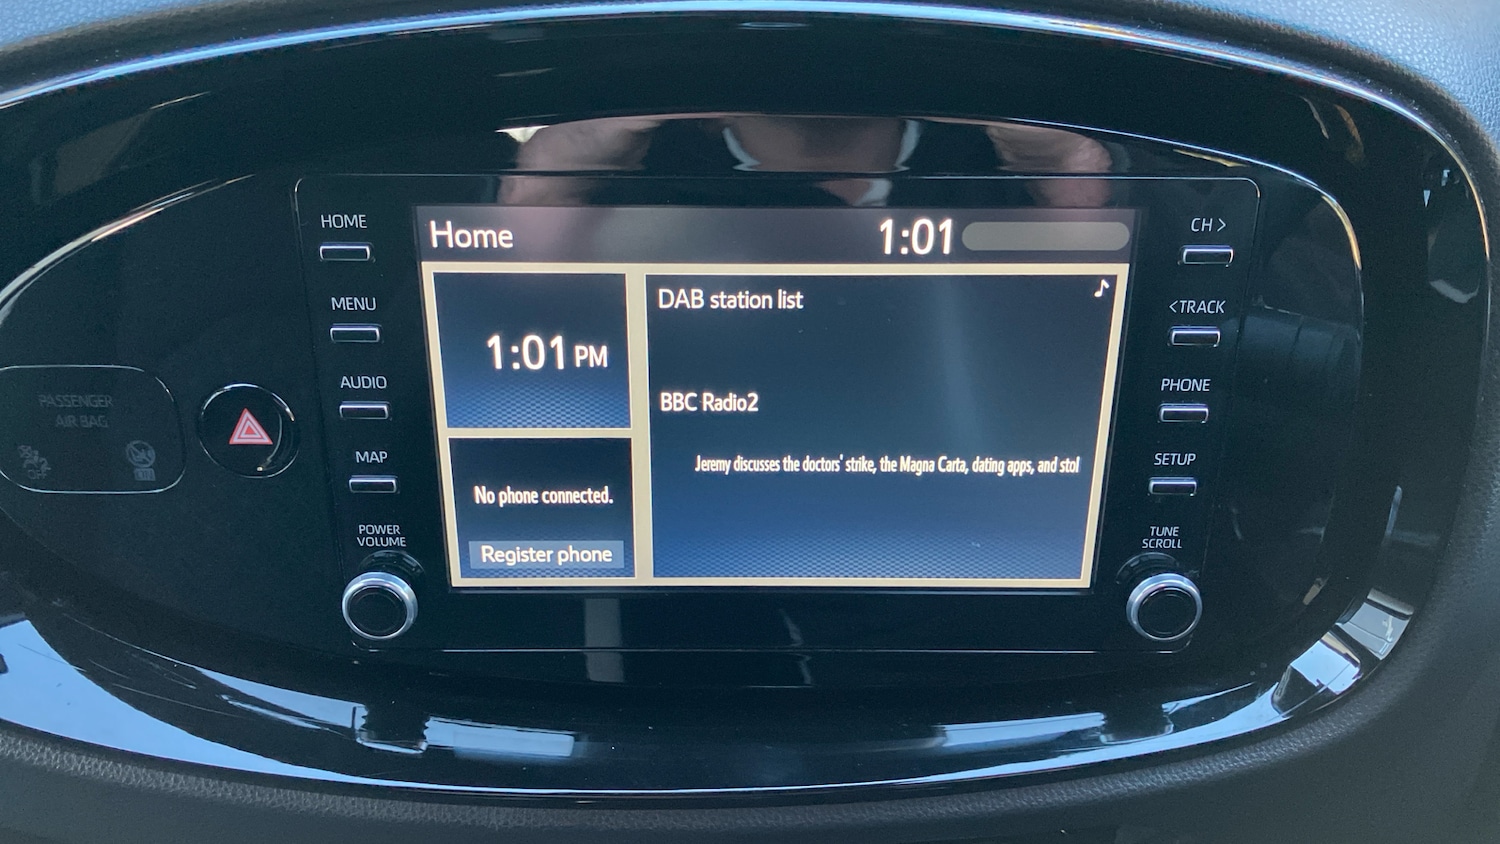 HOME
MENU
AUDIO
MAP
POWER
VOLUME
PASSENGER
AIR BAG
OFF
Home
1:01
1:01 PM
No phone connected.
Register phone
DAB station list
BBC Radio2
Jeremy discusses the doctors' strike, the Magna Carta, dating apps, and stol
CH >
<TRACK
PHONE
SETUP
TUNE
SCROLL